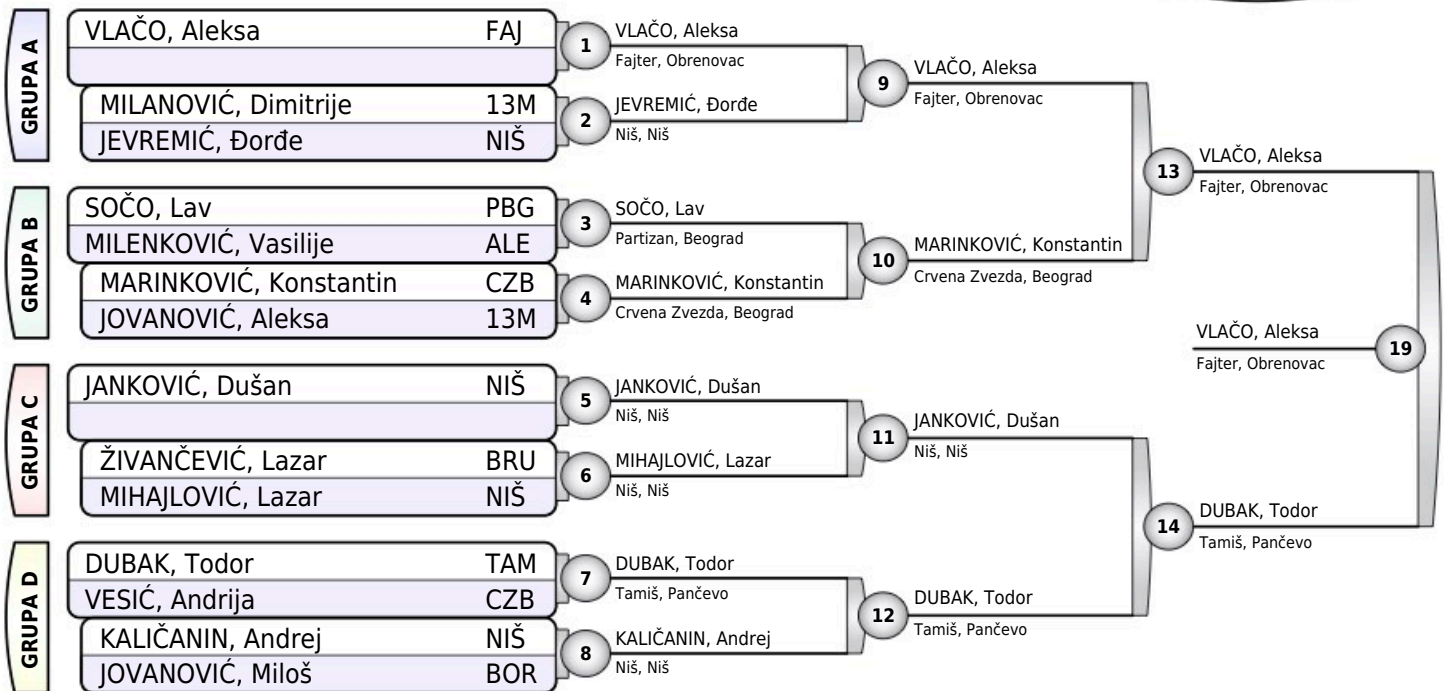 GRUPA A
VLAČO, Aleksa FAJ
MILANOVIĆ, Dimitrije 13M
JEVREMIĆ, Đorđe NIŠ
GRUPA B
SOČO, Lav PBG
MILENKOVIĆ, Vasilije ALE
MARINKOVIĆ, Konstantin CZB
JOVANOVIĆ, Aleksa 13M
GRUPA C
JANKOVIĆ, Dušan NIŠ
ŽIVANČEVIĆ, Lazar BRU
MIHAJLOVIĆ, Lazar NIŠ
GRUPA D
DUBAK, Todor TAM
VESIĆ, Andrija CZB
KALIČANIN, Andrej NIŠ
JOVANOVIĆ, Miloš BOR
1
VLAČO, Aleksa
Fajter, Obrenovac
2
JEVREMIĆ, Đorđe
Niš, Niš
3
SOČO, Lav
Partizan, Beograd
4
MARINKOVIĆ, Konstantin
Crvena Zvezda, Beograd
5
JANKOVIĆ, Dušan
Niš, Niš
6
MIHAJLOVIĆ, Lazar
Niš, Niš
7
DUBAK, Todor
Tamiš, Pančevo
8
KALIČANIN, Andrej
Niš, Niš
9
VLAČO, Aleksa
Fajter, Obrenovac
10
MARINKOVIĆ, Konstantin
Crvena Zvezda, Beograd
11
JANKOVIĆ, Dušan
Niš, Niš
12
DUBAK, Todor
Tamiš, Pančevo
13
VLAČO, Aleksa
Fajter, Obrenovac
14
DUBAK, Todor
Tamiš, Pančevo
VLAČO, Aleksa
Fajter, Obrenovac
19